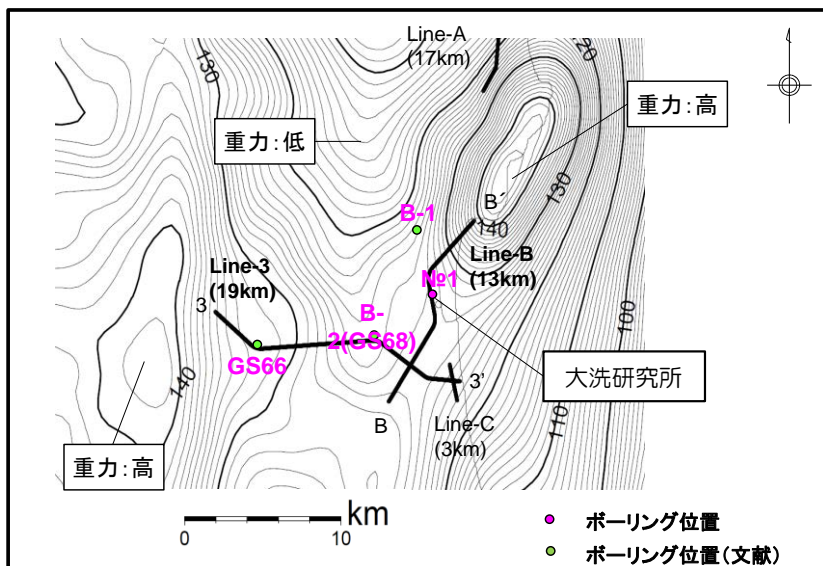 Line-A
(17km)
120
130
重力：高
重力：低
B-1
B´
130
140
Line-3
(19km)
Line-B
(13km)
№1
3
B-
2(GS68)
100
GS66
3'
大洗研究所
140
B
Line-C
(3km)
110
重力：高
km
0
10
ボーリング位置
ボーリング位置（文献）